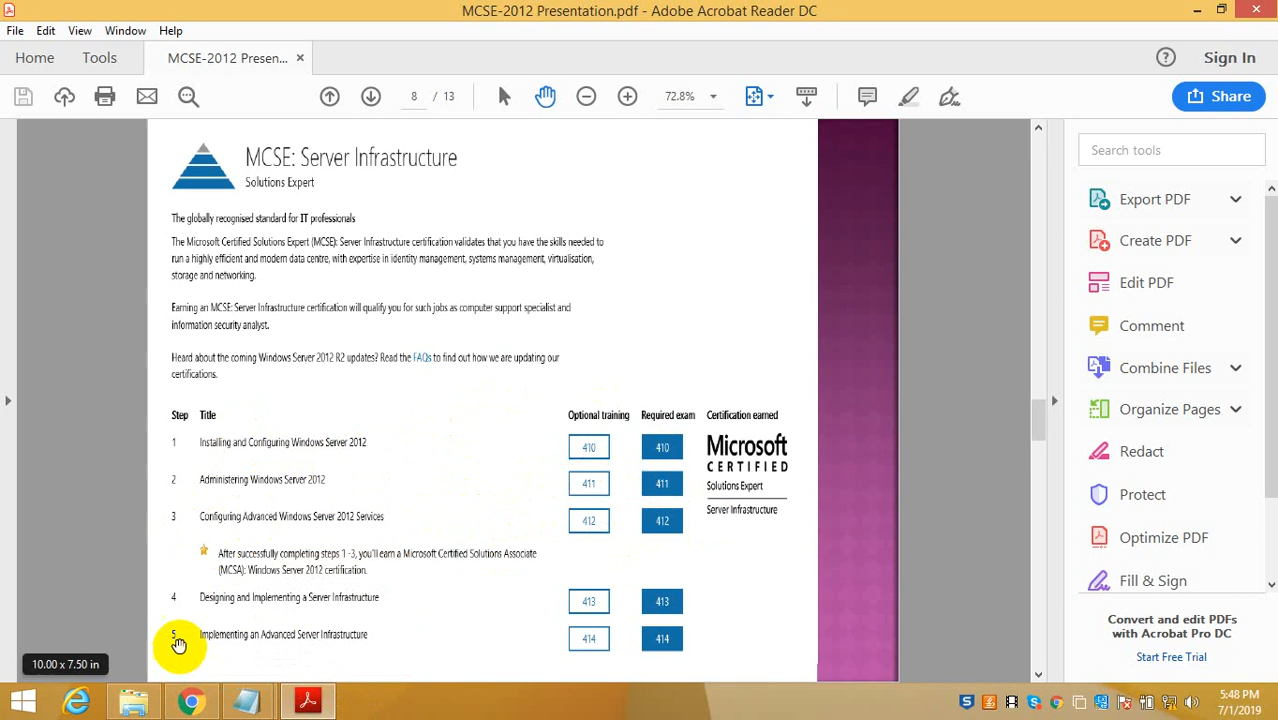 MCSE-2012 Presentation.pdf - Adobe Acrobat Reader DC
File Edit View Window Help
Home Tools MCSE-2012 Presen... ×
Sign In
8 / 13
72.8%
Share
MCSE: Server Infrastructure
Solutions Expert
The globally recognised standard for IT professionals
The Microsoft Certified Solutions Expert (MCSE): Server Infrastructure certification validates that you have the skills needed to
run a highly efficient and modern data centre, with expertise in identity management, systems management, virtualisation,
storage and networking.
Earning an MCSE: Server Infrastructure certification will qualify you for such jobs as computer support specialist and
information security analyst.
Heard about the coming Windows Server 2012 R2 updates? Read the FAQs to find out how we are updating our
certifications.
Step Title Optional training Required exam Certification earned
1 Installing and Configuring Windows Server 2012 410 410
Microsoft
CERTIFIED
Solutions Expert
Server Infrastructure
2 Administering Windows Server 2012 411 411
3 Configuring Advanced Windows Server 2012 Services 412 412
After successfully completing steps 1 -3, you'll earn a Microsoft Certified Solutions Associate
(MCSA): Windows Server 2012 certification.
4 Designing and Implementing a Server Infrastructure 413 413
5 Implementing an Advanced Server Infrastructure 414 414
10.00 x 7.50 in
Search tools
Export PDF
Create PDF
Edit PDF
Comment
Combine Files
Organize Pages
Redact
Protect
Optimize PDF
Fill & Sign
Convert and edit PDFs
with Acrobat Pro DC
Start Free Trial
5:48 PM
7/1/2019